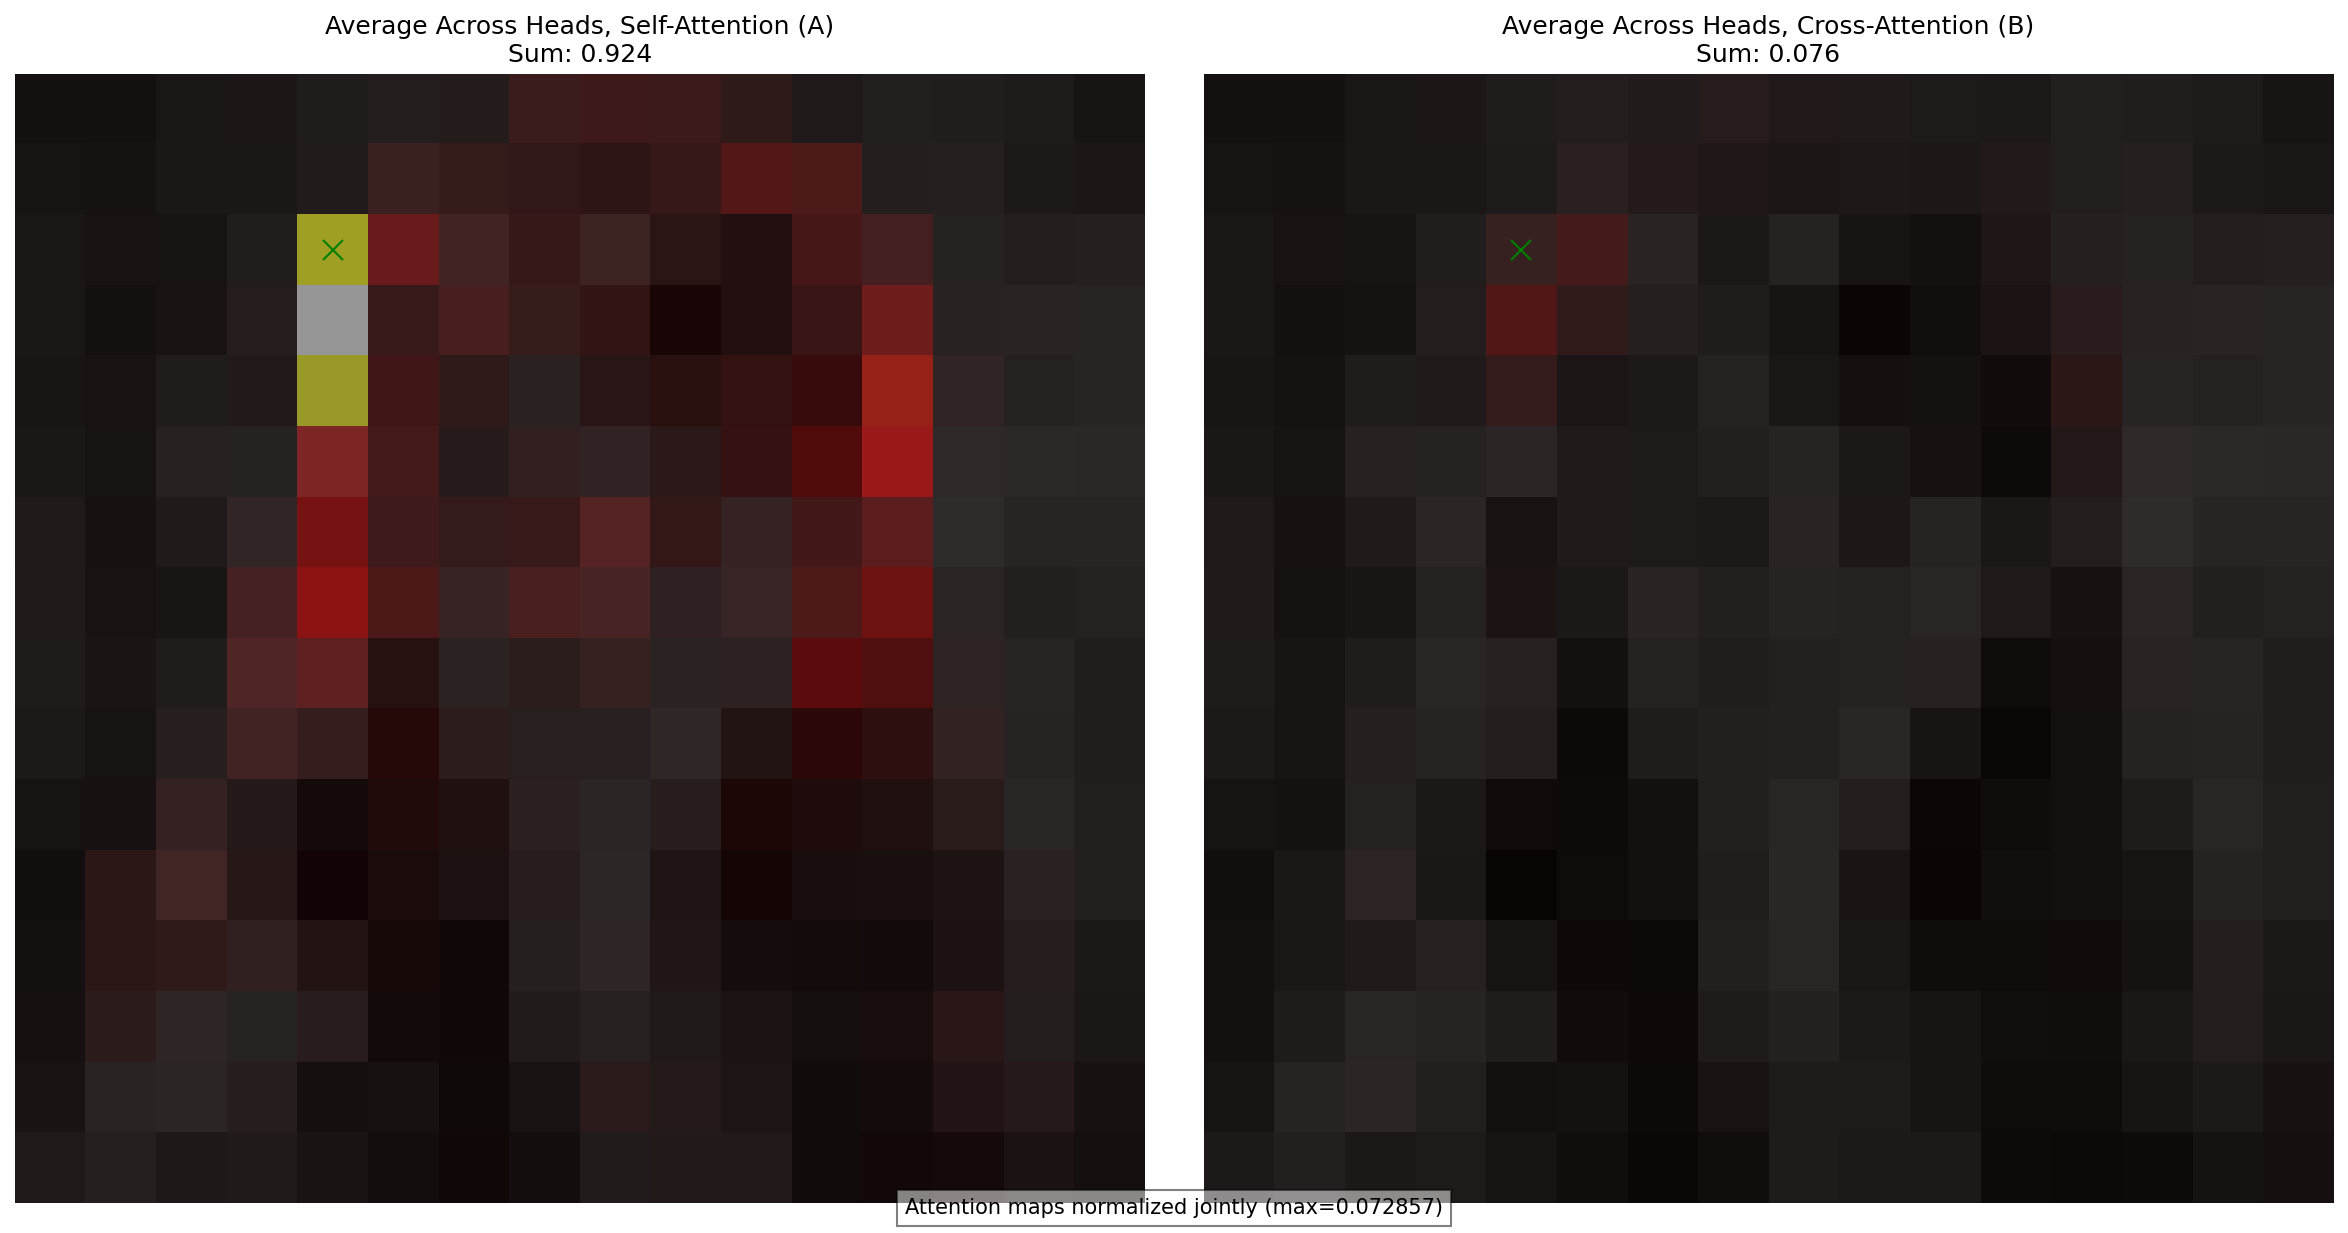 Average Across Heads, Self-Attention (A)
Sum: 0.924
Average Across Heads, Cross-Attention (B)
Sum: 0.076
Attention maps normalized jointly (max=0.072857)